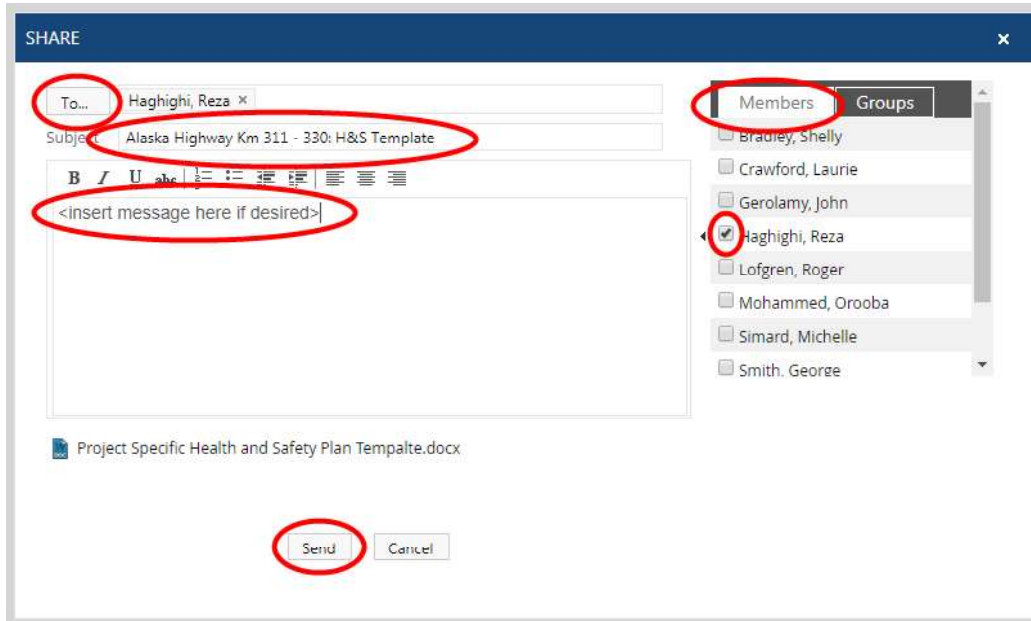 SHARE ×
To... Haghighi, Reza ×
Subject Alaska Highway Km 311 - 330: H&S Template
B I U abc
<insert message here if desired>
Project Specific Health and Safety Plan Tempalte.docx
Send Cancel
Members Groups
Bradley, Shelly
Crawford, Laurie
Gerolamy, John
Haghighi, Reza
Lofgren, Roger
Mohammed, Orooba
Simard, Michelle
Smith, George